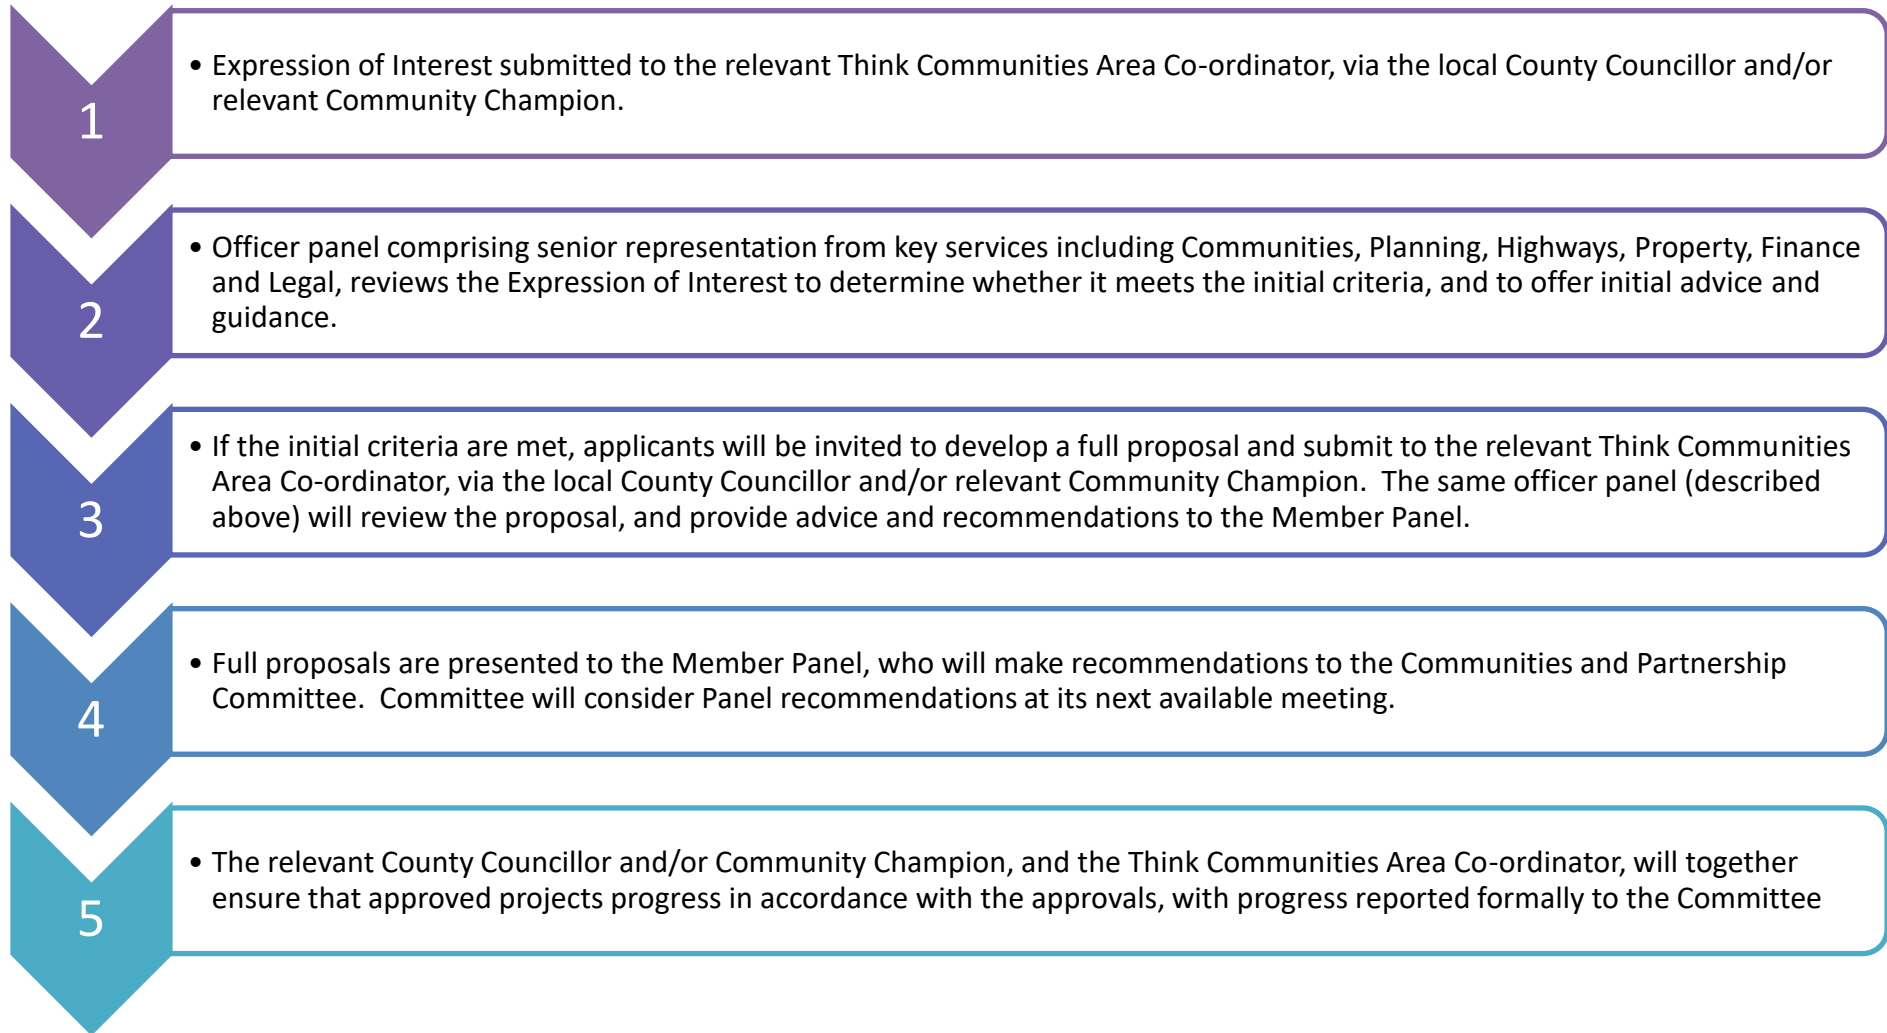 1
• Expression of Interest submitted to the relevant Think Communities Area Co-ordinator, via the local County Councillor and/or
relevant Community Champion.
2
• Officer panel comprising senior representation from key services including Communities, Planning, Highways, Property, Finance
and Legal, reviews the Expression of Interest to determine whether it meets the initial criteria, and to offer initial advice and
guidance.
3
• If the initial criteria are met, applicants will be invited to develop a full proposal and submit to the relevant Think Communities
Area Co-ordinator, via the local County Councillor and/or relevant Community Champion.  The same officer panel (described
above) will review the proposal, and provide advice and recommendations to the Member Panel.
4
• Full proposals are presented to the Member Panel, who will make recommendations to the Communities and Partnership
Committee.  Committee will consider Panel recommendations at its next available meeting.
5
• The relevant County Councillor and/or Community Champion, and the Think Communities Area Co-ordinator, will together
ensure that approved projects progress in accordance with the approvals, with progress reported formally to the Committee